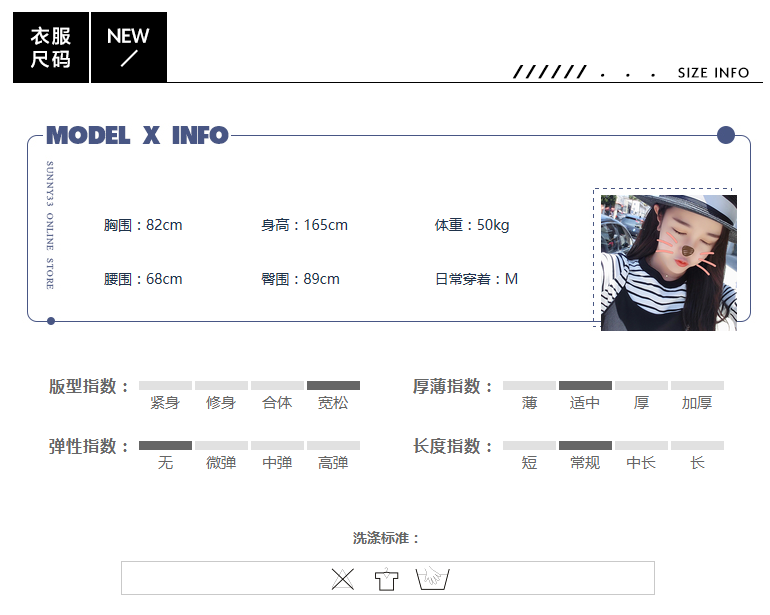 衣服
尺码
NEW
SIZE INFO
MODEL X INFO
SUNNY33 ONLINE STORE
胸围：82cm 身高：165cm 体重：50kg
腰围：68cm 臀围：89cm 日常穿着：M
版型指数： 紧身 修身 合体 宽松
厚薄指数： 薄 适中 厚 加厚
弹性指数： 无 微弹 中弹 高弹
长度指数： 短 常规 中长 长
洗涤标准：